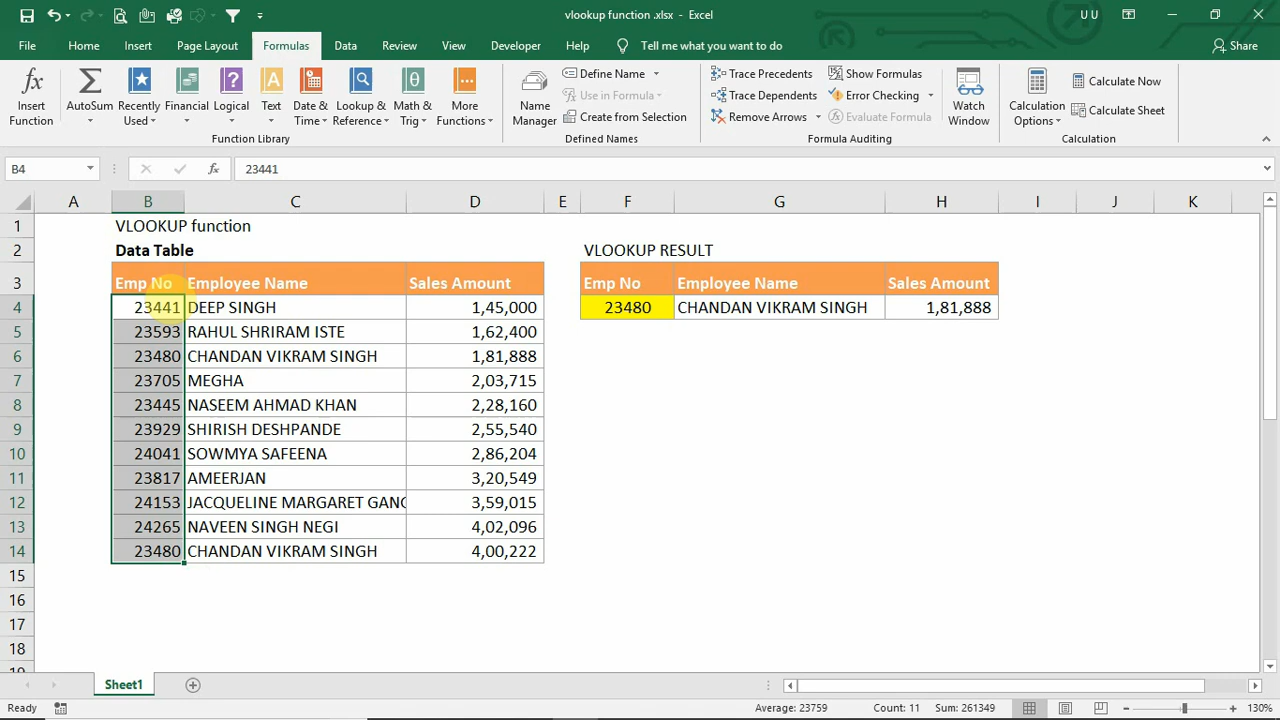 vlookup function .xlsx - Excel
U U
File Home Insert Page Layout Formulas Data Review View Developer Help Tell me what you want to do Share
Insert Function
AutoSum
Recently Used
Financial
Logical
Text
Date & Time
Lookup & Reference
Math & Trig
More Functions
Function Library
Name Manager
Define Name
Use in Formula
Create from Selection
Defined Names
Trace Precedents
Trace Dependents
Remove Arrows
Show Formulas
Error Checking
Evaluate Formula
Formula Auditing
Watch Window
Calculation Options
Calculate Now
Calculate Sheet
Calculation
B4 fx 23441
A B C D E F G H I J K
1 VLOOKUP function
2 Data Table VLOOKUP RESULT
3 Emp No Employee Name Sales Amount Emp No Employee Name Sales Amount
4 23441 DEEP SINGH 1,45,000 23480 CHANDAN VIKRAM SINGH 1,81,888
5 23593 RAHUL SHRIRAM ISTE 1,62,400
6 23480 CHANDAN VIKRAM SINGH 1,81,888
7 23705 MEGHA 2,03,715
8 23445 NASEEM AHMAD KHAN 2,28,160
9 23929 SHIRISH DESHPANDE 2,55,540
10 24041 SOWMYA SAFEENA 2,86,204
11 23817 AMEERJAN 3,20,549
12 24153 JACQUELINE MARGARET GANG 3,59,015
13 24265 NAVEEN SINGH NEGI 4,02,096
14 23480 CHANDAN VIKRAM SINGH 4,00,222
15
16
17
18
Sheet1
Ready Average: 23759 Count: 11 Sum: 261349 130%